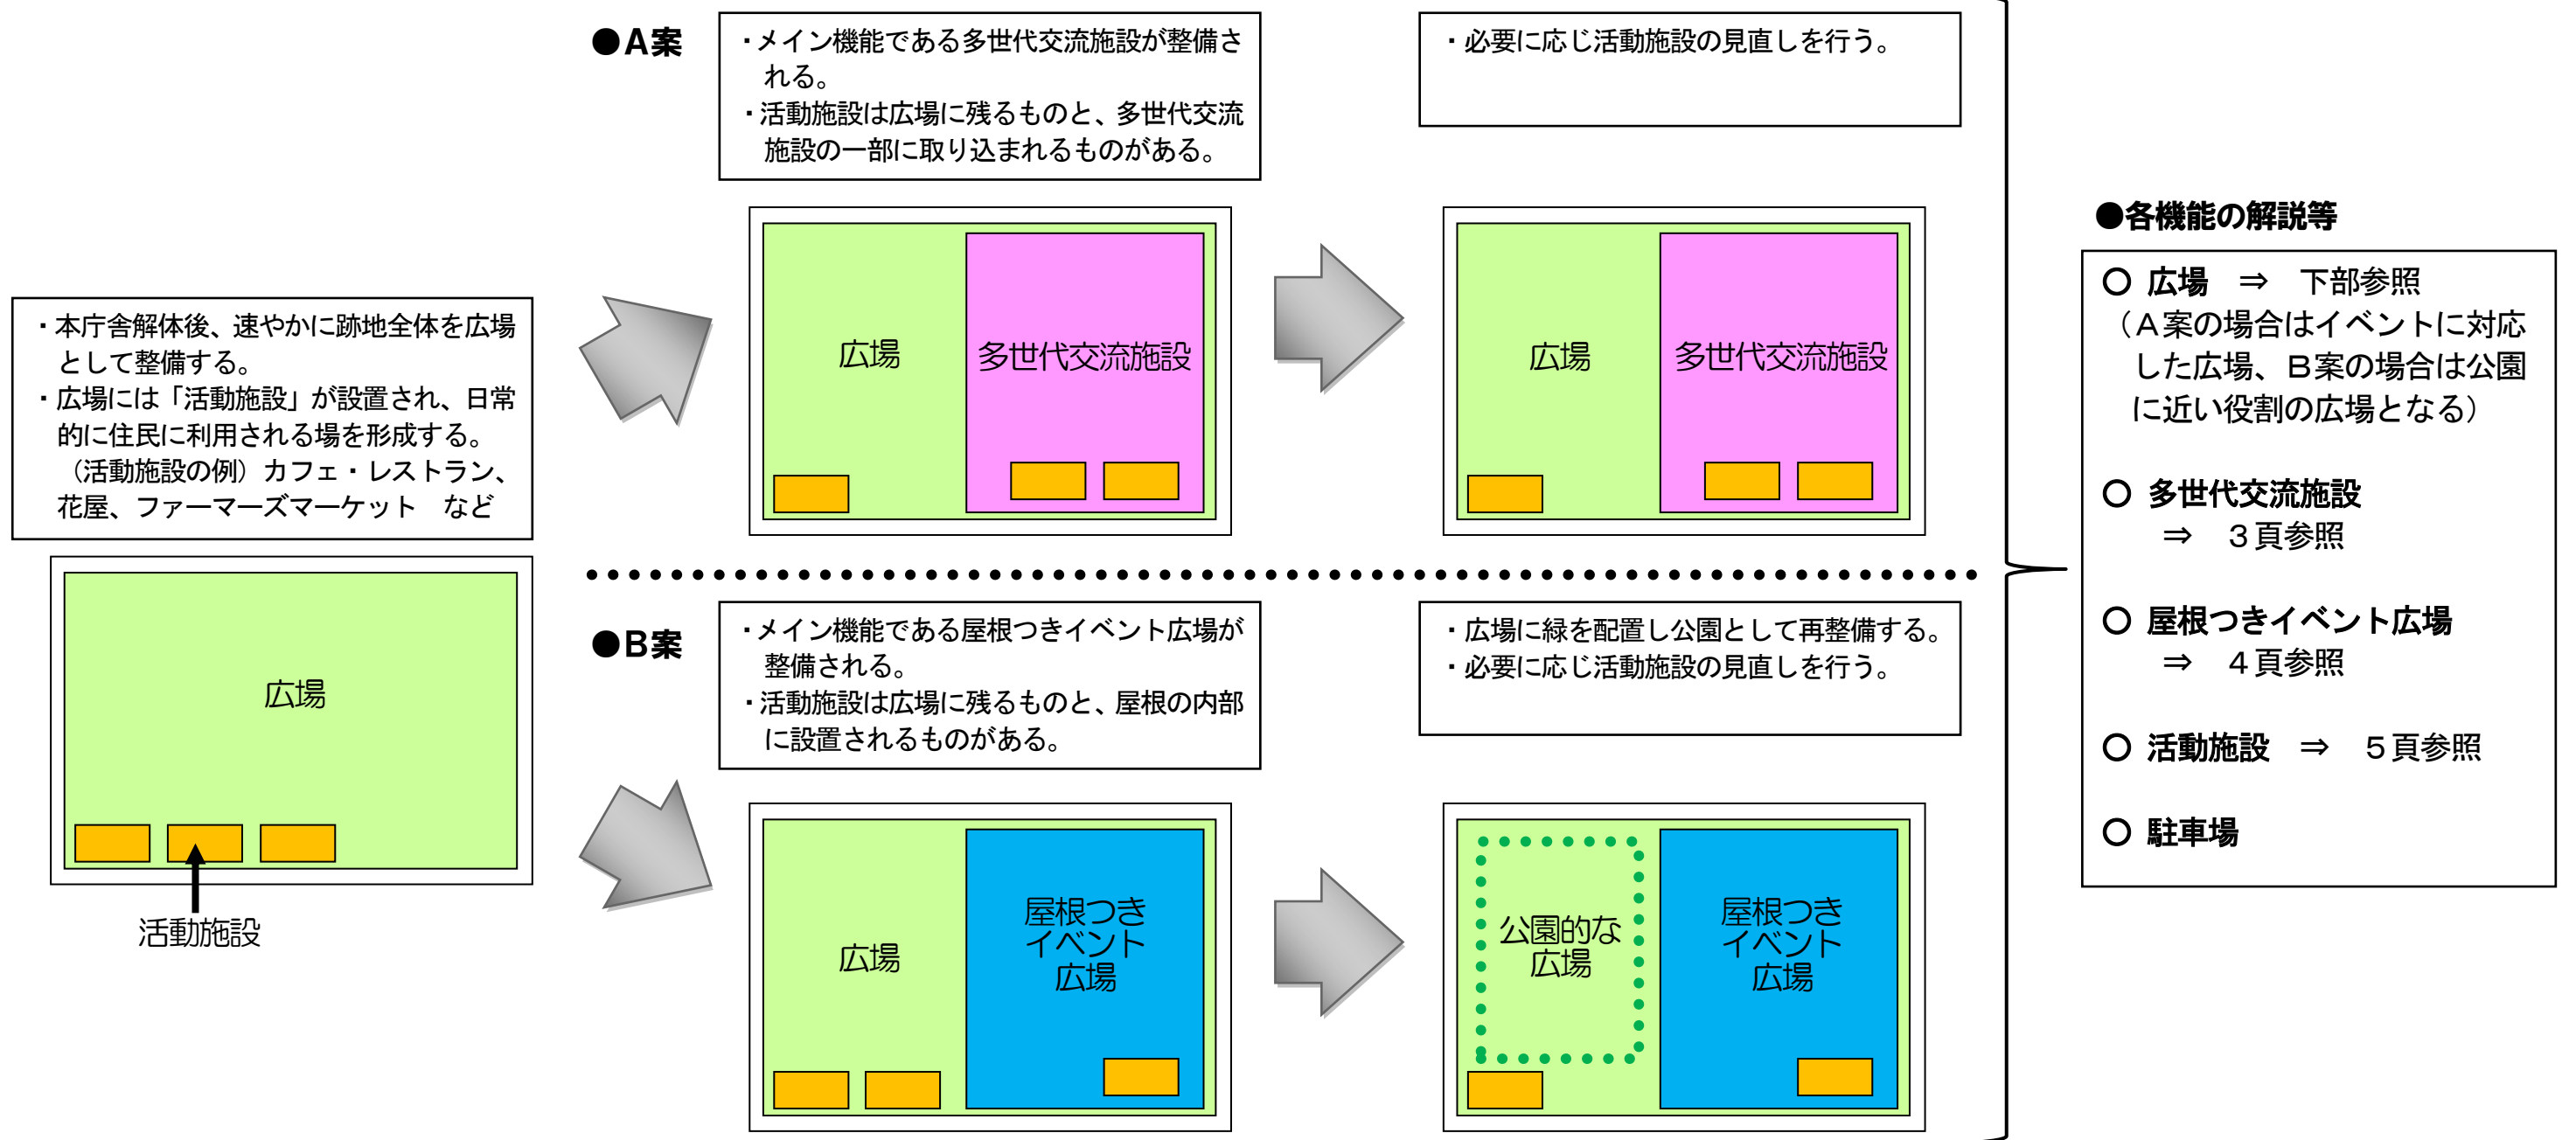 ・本庁舎解体後、速やかに跡地全体を広場
として整備する。
・広場には「活動施設」が設置され、日常
的に住民に利用される場を形成する。
（活動施設の例）カフェ・レストラン、
花屋、ファーマーズマーケット　など
広場
活動施設
●Ａ案
・メイン機能である多世代交流施設が整備さ
れる。
・活動施設は広場に残るものと、多世代交流
施設の一部に取り込まれるものがある。
広場
多世代交流施設
・必要に応じ活動施設の見直しを行う。
広場
多世代交流施設
●Ｂ案
・メイン機能である屋根つきイベント広場が
整備される。
・活動施設は広場に残るものと、屋根の内部
に設置されるものがある。
広場
屋根つき
イベント
広場
・広場に緑を配置し公園として再整備する。
・必要に応じ活動施設の見直しを行う。
公園的な
広場
屋根つき
イベント
広場
●各機能の解説等
○ 広場　⇒　下部参照
（Ａ案の場合はイベントに対応
した広場、Ｂ案の場合は公園
に近い役割の広場となる）
○ 多世代交流施設
⇒　３頁参照
○ 屋根つきイベント広場
⇒　４頁参照
○ 活動施設　⇒　５頁参照
○ 駐車場